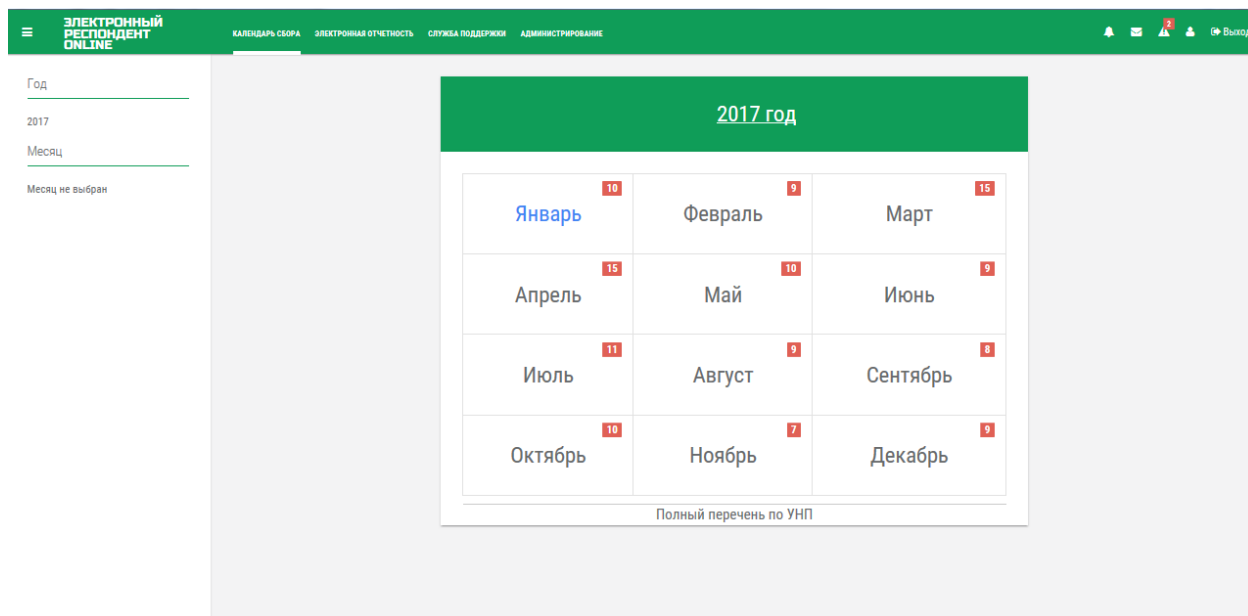 ЭЛЕКТРОННЫЙ
РЕСПОНДЕНТ
ONLINE
КАЛЕНДАРЬ СБОРА ЭЛЕКТРОННАЯ ОТЧЕТНОСТЬ СЛУЖБА ПОДДЕРЖКИ АДМИНИСТРИРОВАНИЕ
2
Выход
Год
2017
Месяц
Месяц не выбран
2017 год
10 9 15
Январь Февраль Март
15 10 9
Апрель Май Июнь
11 9 8
Июль Август Сентябрь
10 7 9
Октябрь Ноябрь Декабрь
Полный перечень по УНП